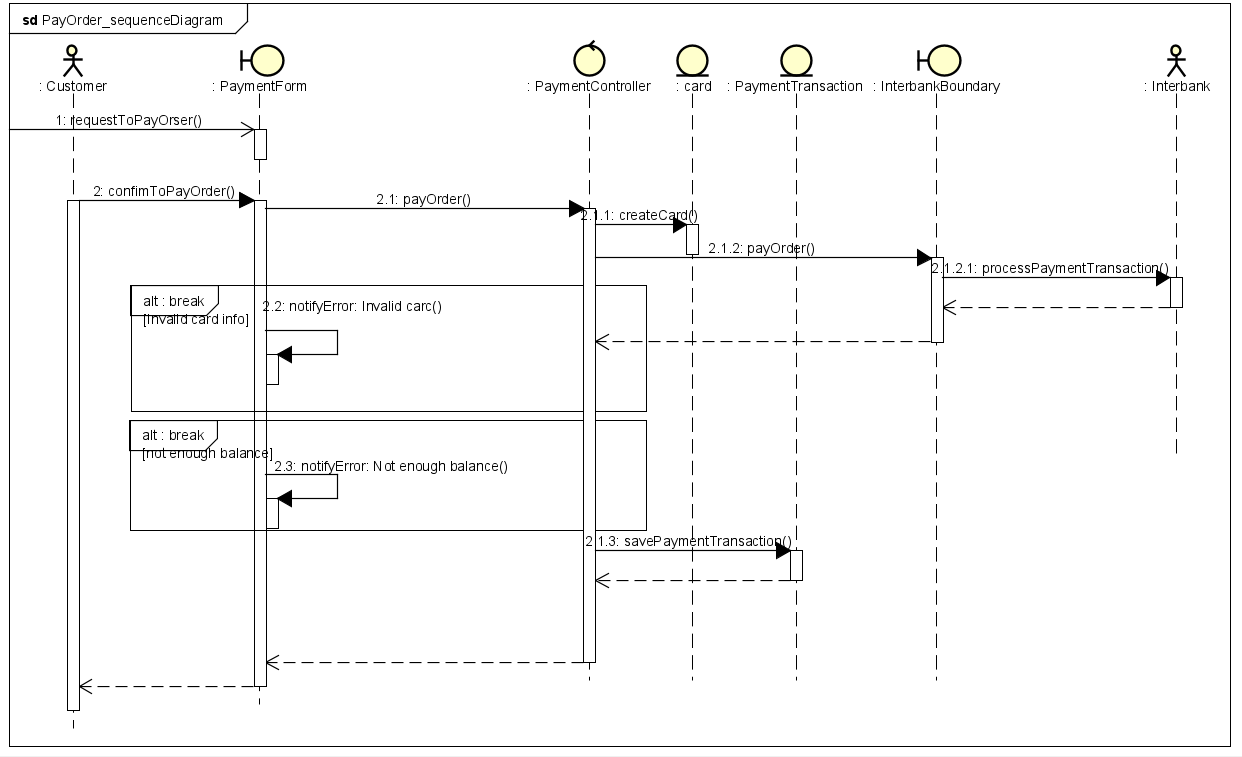 sd PayOrder_sequenceDiagram
: Customer
: PaymentForm
: PaymentController
: card
: PaymentTransaction
: InterbankBoundary
: Interbank
1: requestToPayOrser()
2: confimToPayOrder()
2.1: payOrder()
2.1.1: createCard()
2.1.2: payOrder()
2.1.2.1: processPaymentTransaction()
alt : break
[Invalid card info]
2.2: notifyError: Invalid carc()
alt : break
[not enough balance]
2.3: notifyError: Not enough balance()
2.1.3: savePaymentTransaction()